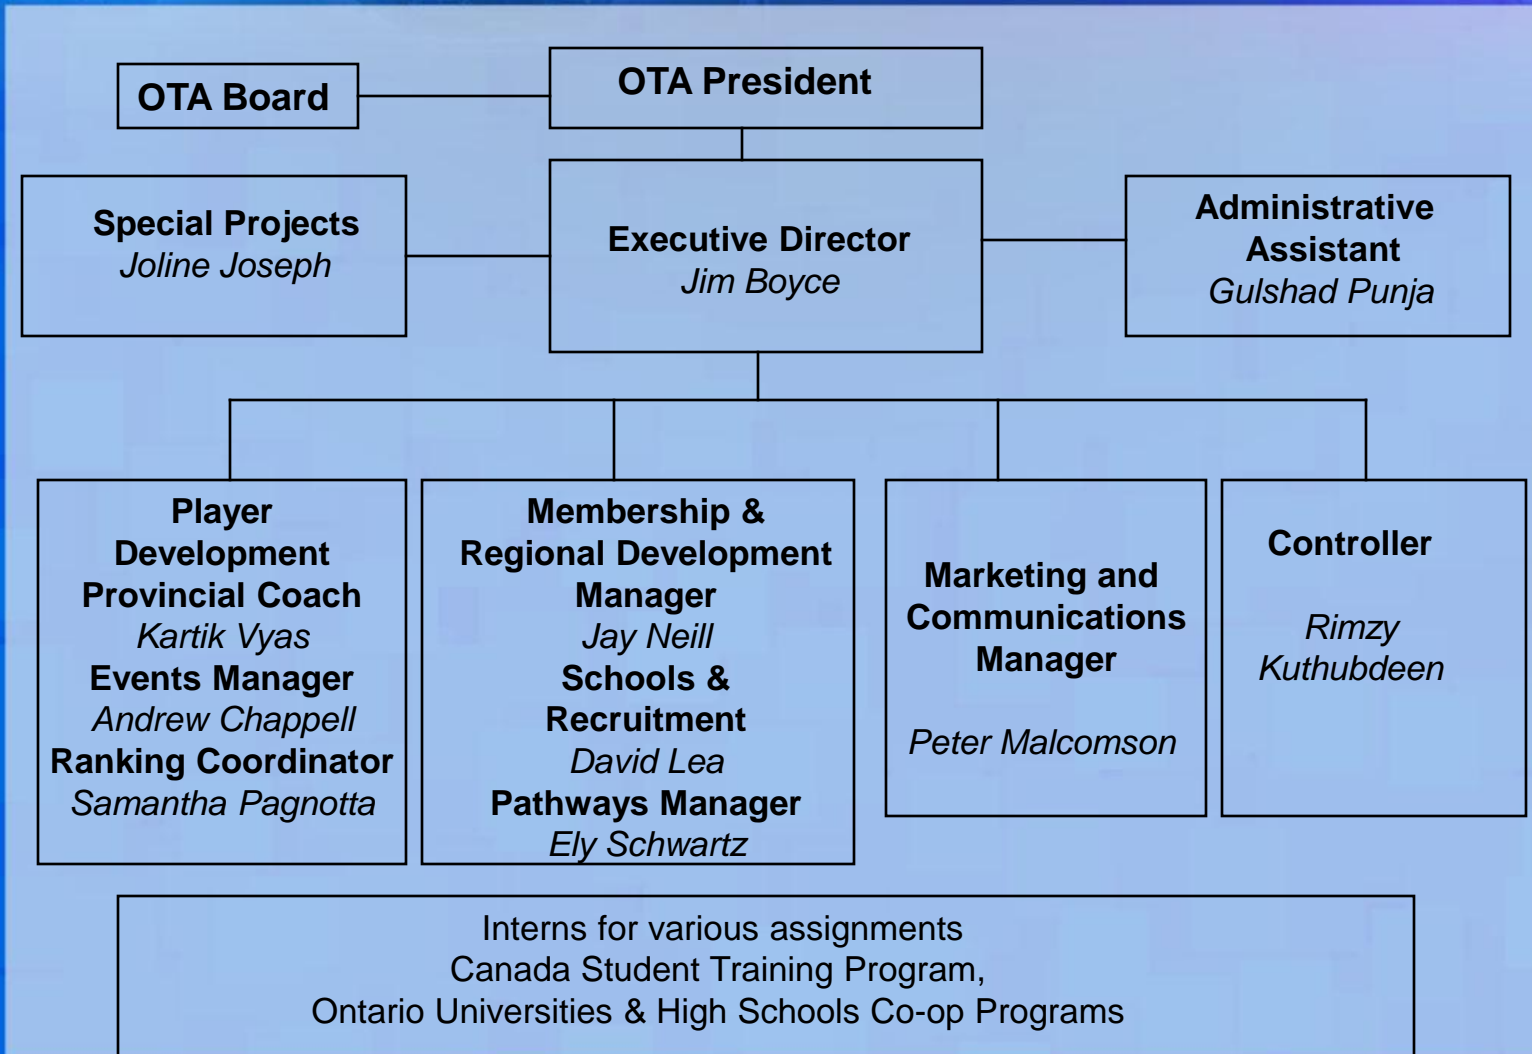 OTA Board
OTA President
Special Projects
Joline Joseph
Executive Director
Jim Boyce
Administrative
Assistant
Gulshad Punja
Player
Development
Provincial Coach
Kartik Vyas
Events Manager
Andrew Chappell
Ranking Coordinator
Samantha Pagnotta
Membership &
Regional Development
Manager
Jay Neill
Schools &
Recruitment
David Lea
Pathways Manager
Ely Schwartz
Marketing and
Communications
Manager
Peter Malcomson
Controller
Rimzy
Kuthubdeen
Interns for various assignments
Canada Student Training Program,
Ontario Universities & High Schools Co-op Programs